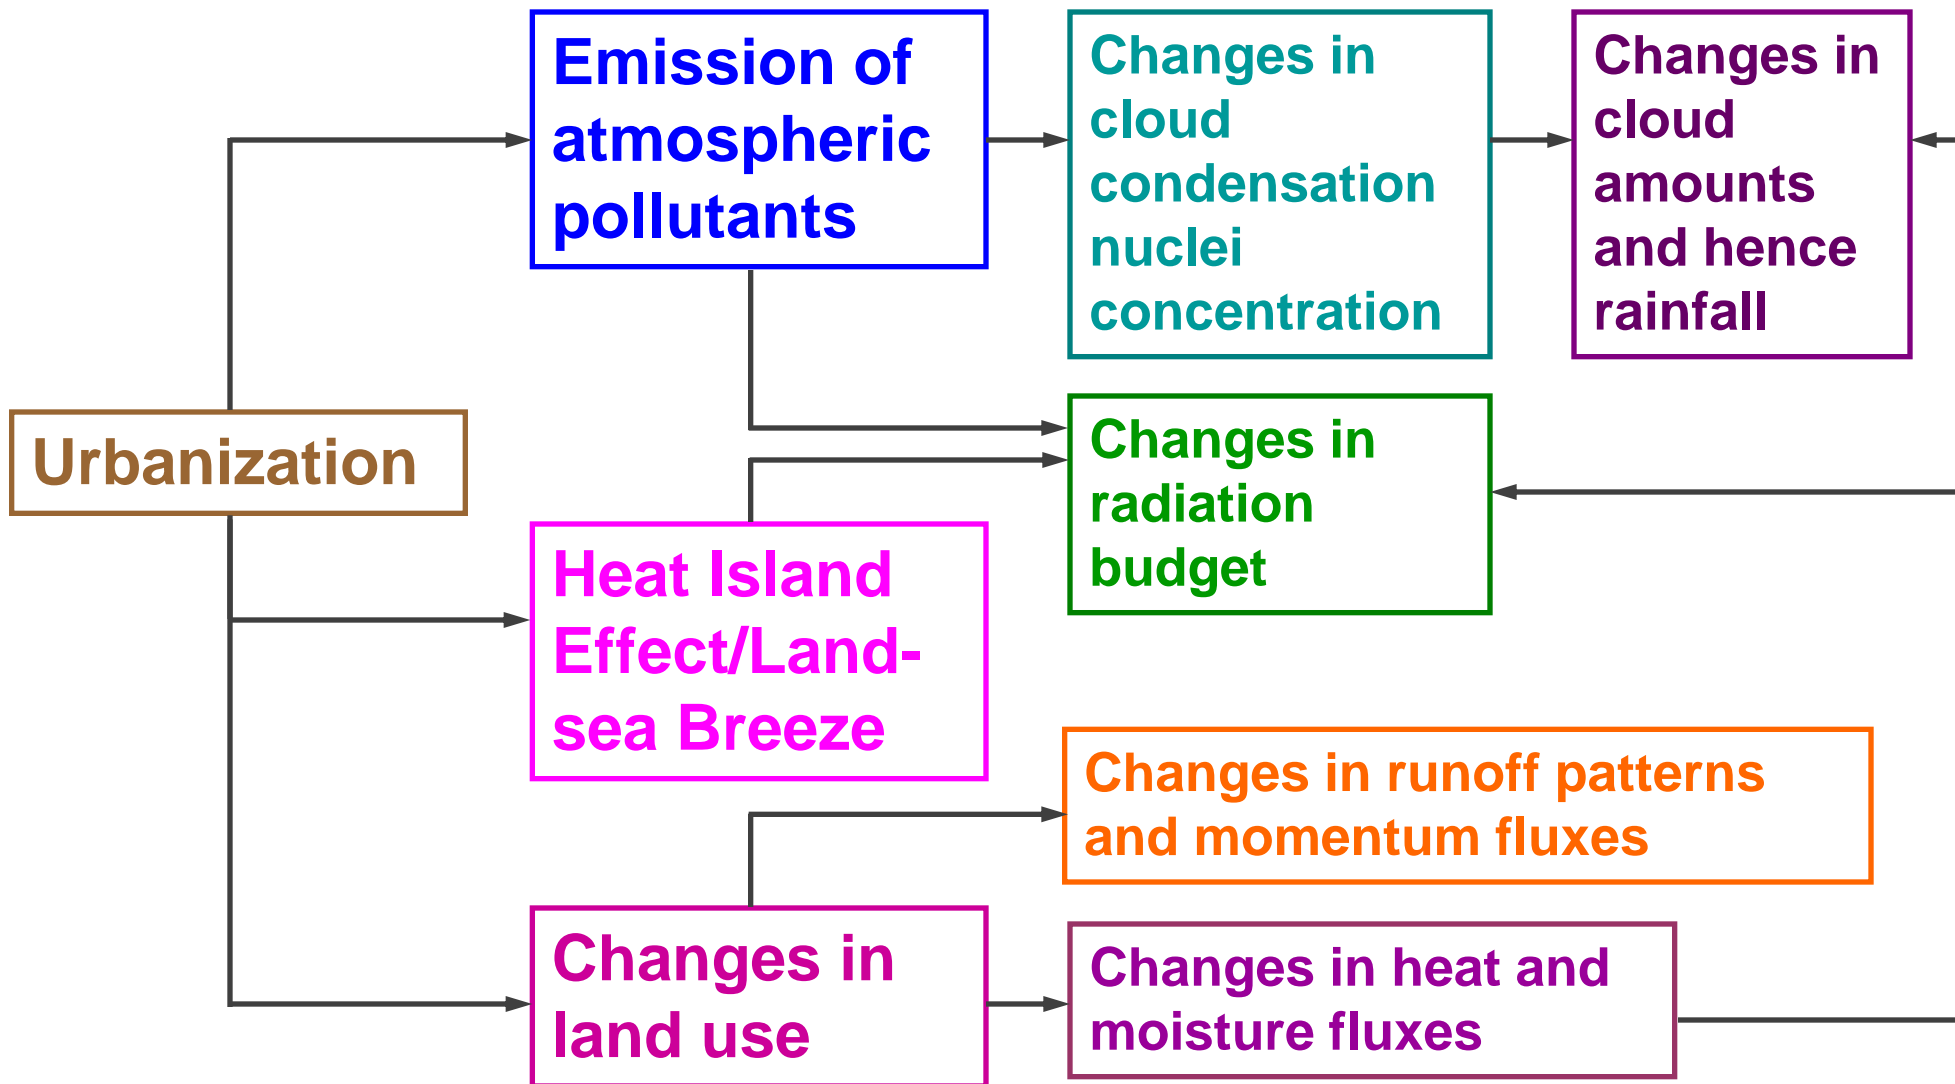 Emission of
atmospheric
pollutants
Changes in
cloud
condensation
nuclei
concentration
Changes in
cloud
amounts
and hence
rainfall
Urbanization
Changes in
radiation
budget
Heat Island
Effect/Land-
sea Breeze
Changes in runoff patterns
and momentum fluxes
Changes in
land use
Changes in heat and
moisture fluxes